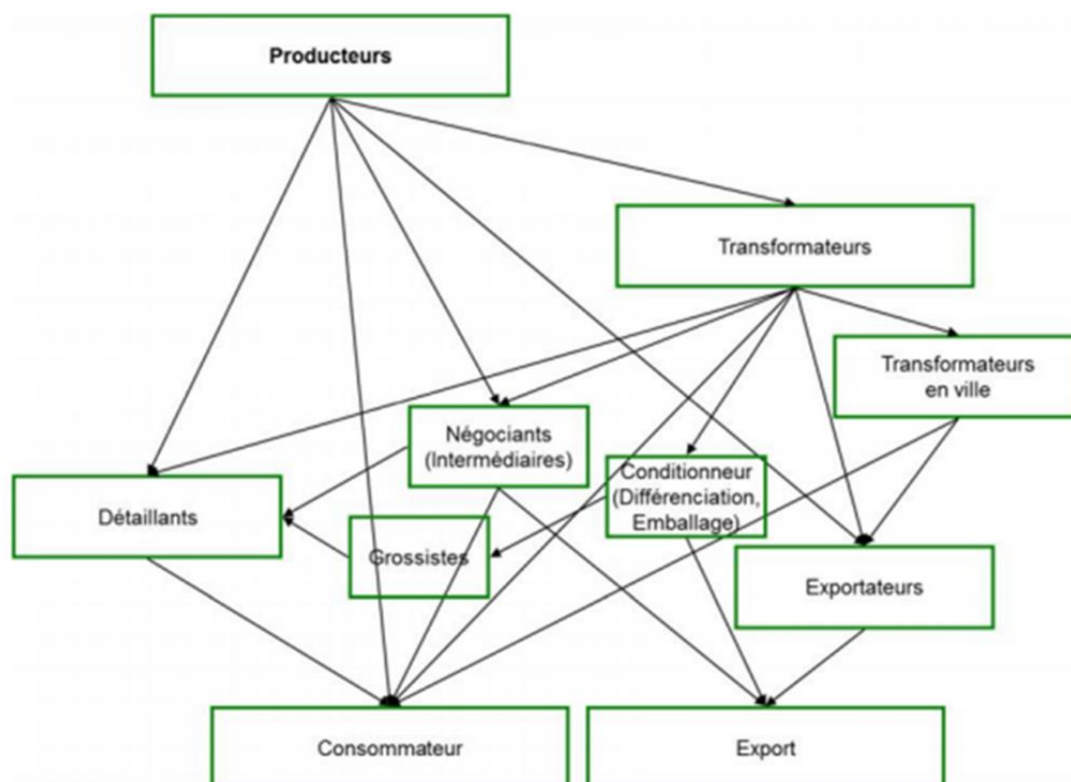 Producteurs
Transformateurs
Transformateurs
en ville
Négociants
(Intermédiaires)
Conditionneur
(Différenciation,
Emballage)
Détaillants
Grossistes
Exportateurs
Consommateur
Export